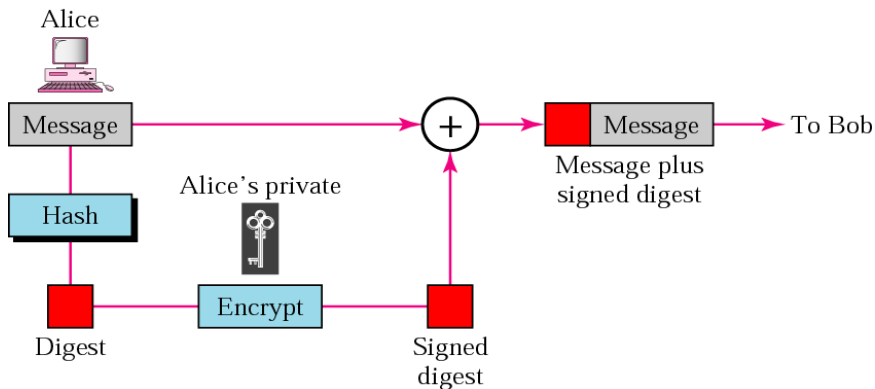 Alice
Message
+
Message
To Bob
Message plus
signed digest
Alice's private
Hash
Encrypt
Digest
Signed
digest